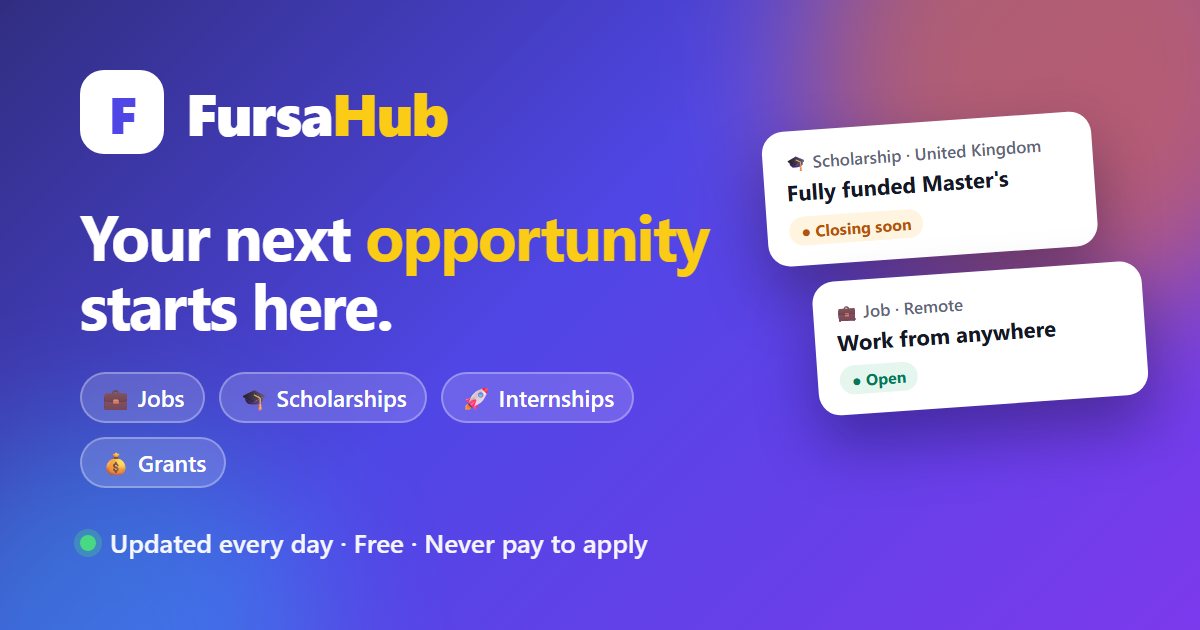 F
FursaHub
Your next opportunity
starts here.
💼 Jobs
🎓 Scholarships
🚀 Internships
💰 Grants
Updated every day · Free · Never pay to apply
🎓 Scholarship · United Kingdom
Fully funded Master's
● Closing soon
💼 Job · Remote
Work from anywhere
● Open